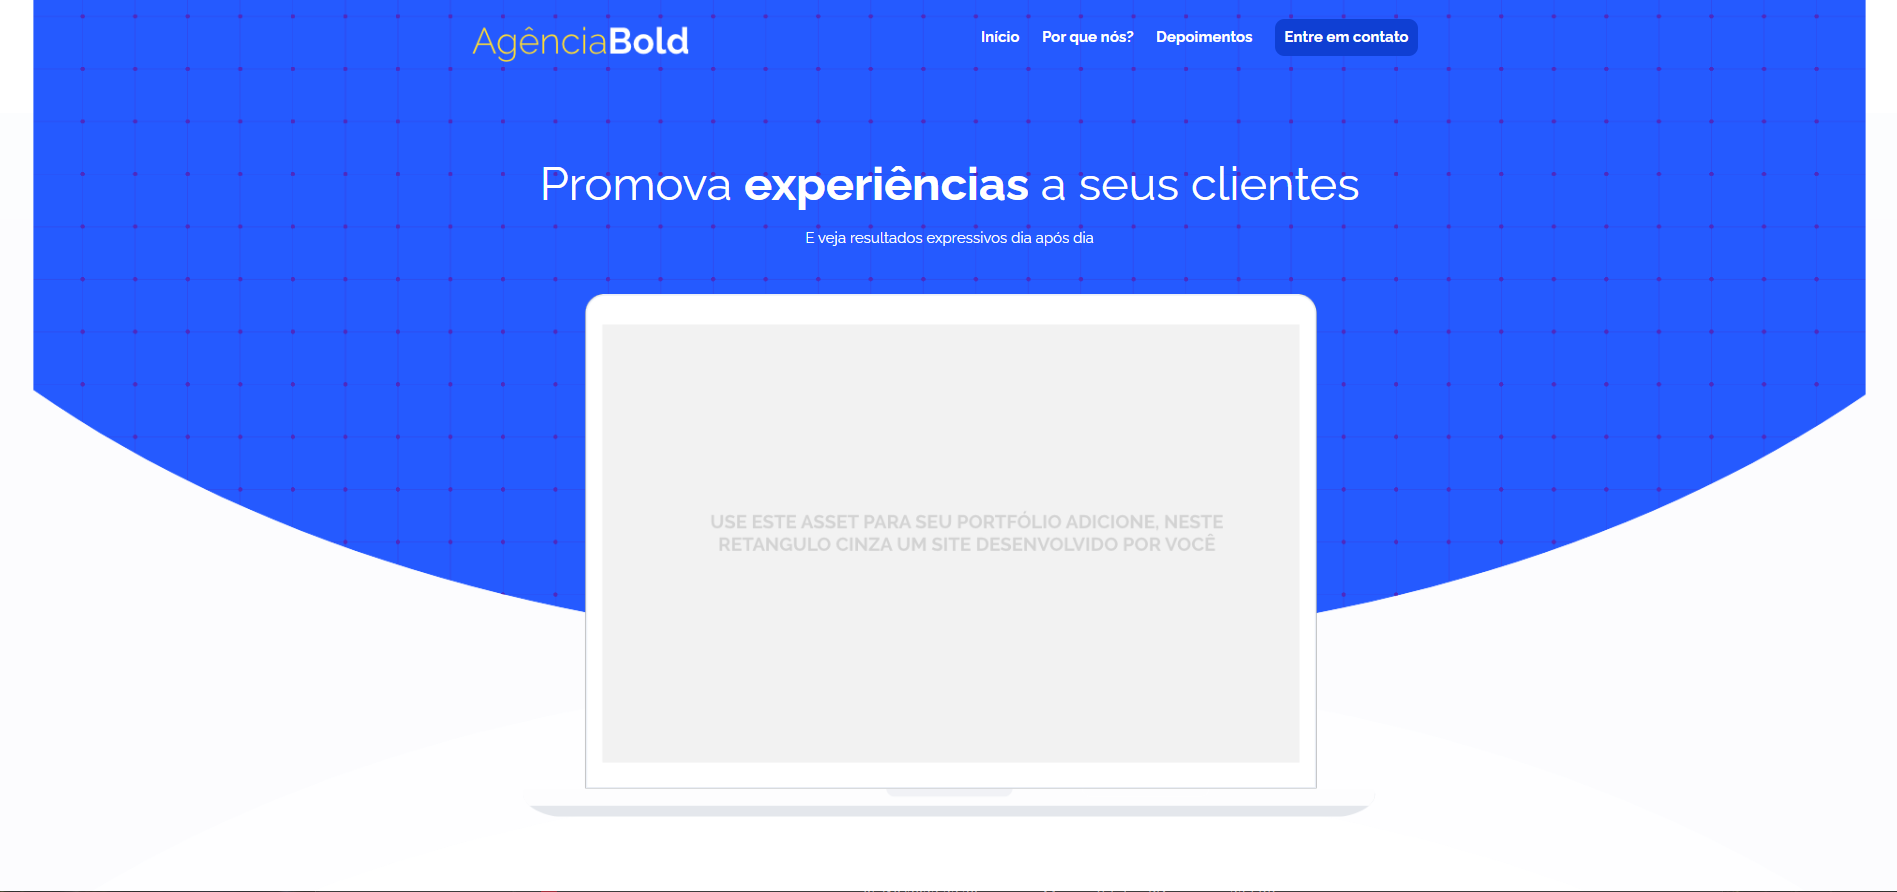 AgênciaBold
Início
Por que nós?
Depoimentos
Entre em contato
Promova experiências a seus clientes
E veja resultados expressivos dia após dia
USE ESTE ASSET PARA SEU PORTFÓLIO ADICIONE, NESTE
RETANGULO CINZA UM SITE DESENVOLVIDO POR VOCÊ